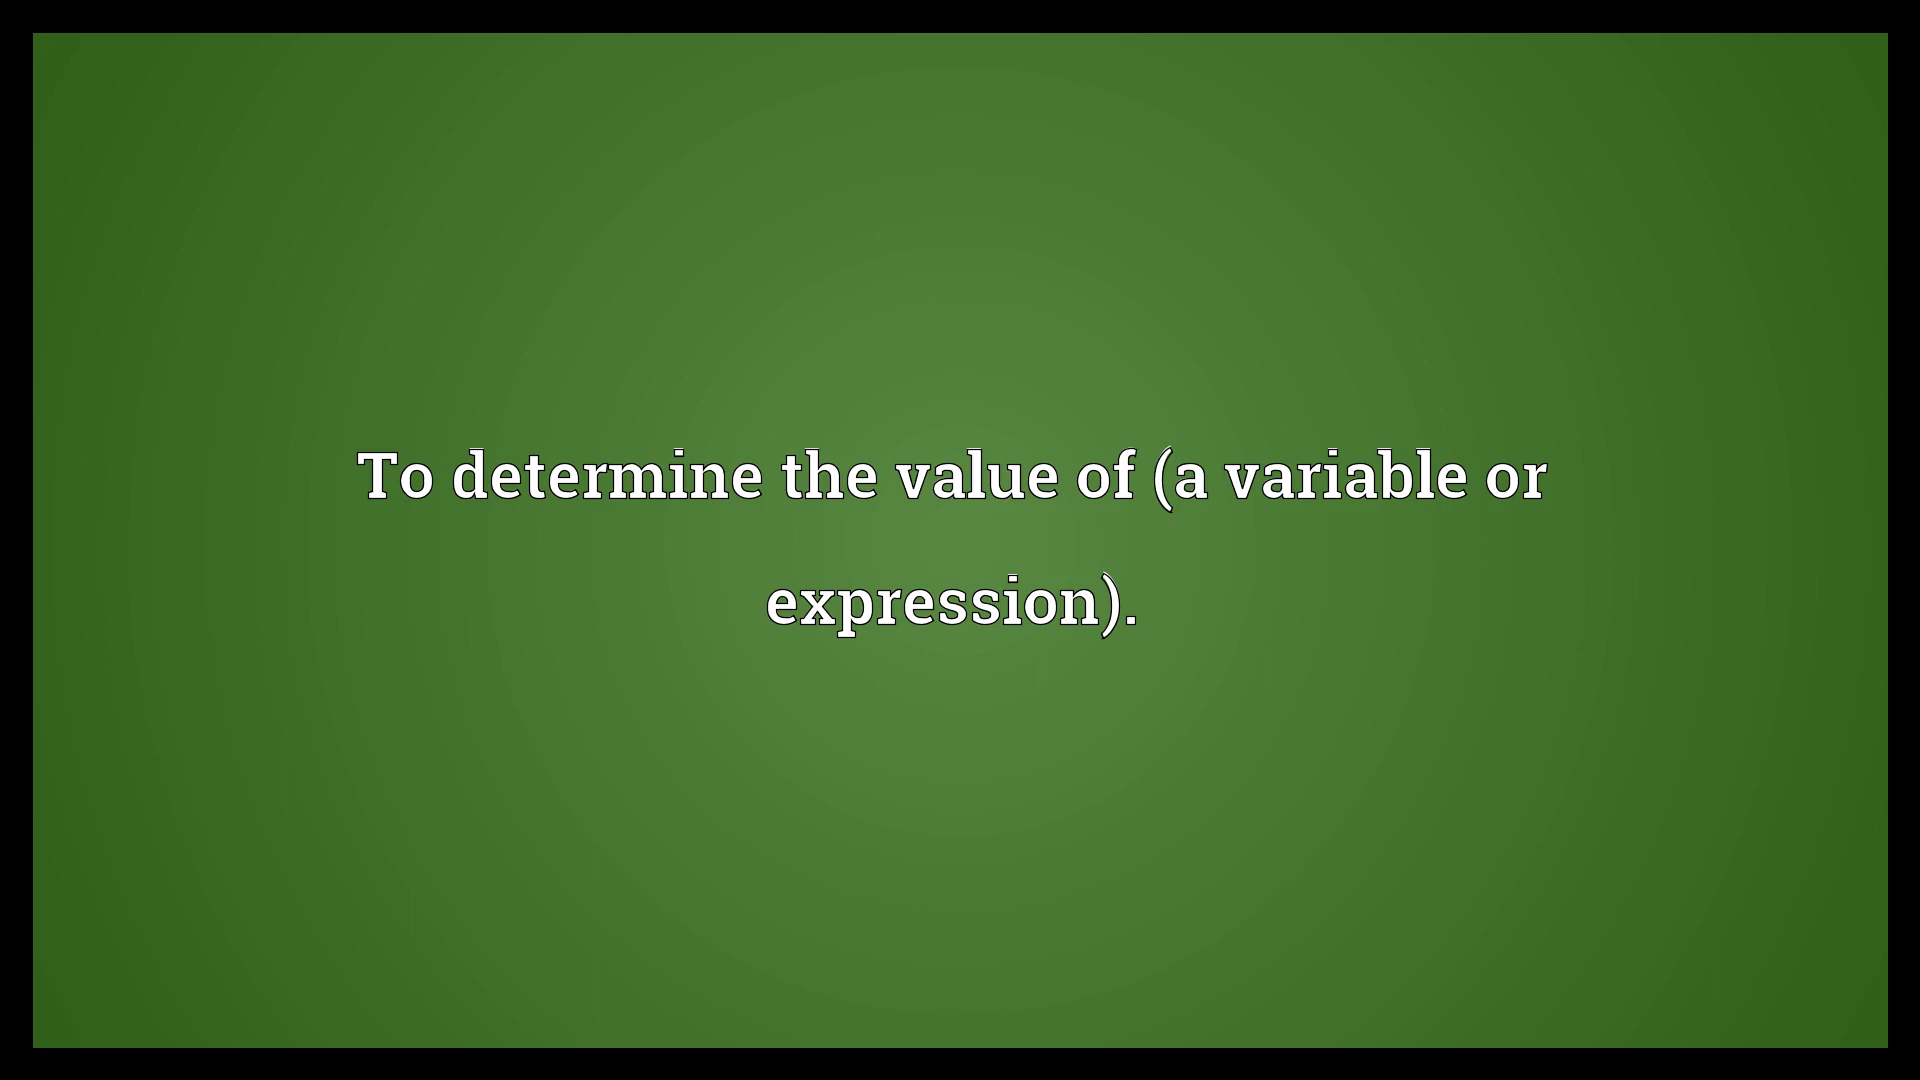 To determine the value of (a variable or
expression).